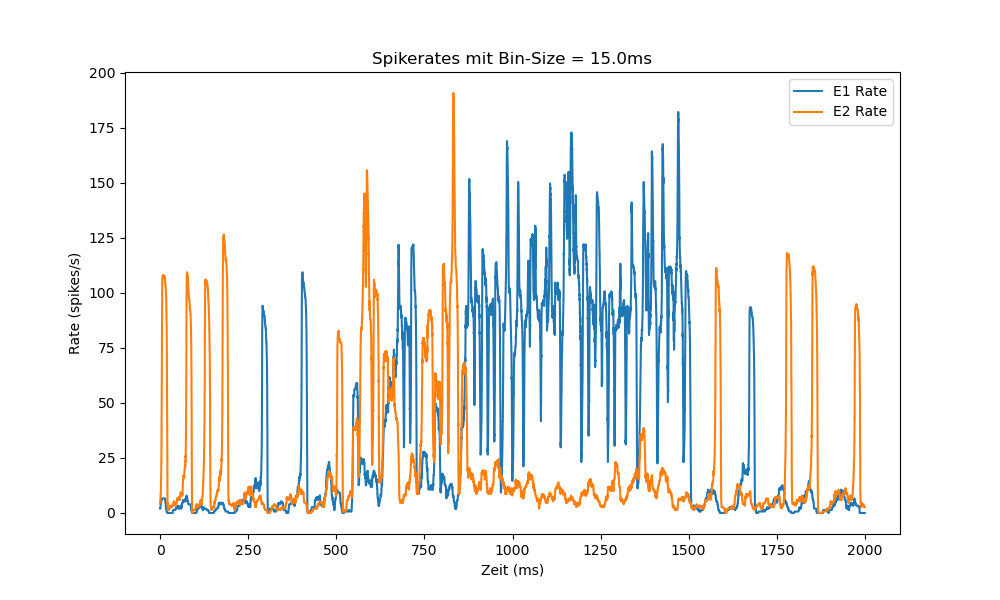 Spikerates mit Bin-Size = 15.0ms
E1 Rate
E2 Rate
Rate (spikes/s)
200
175
150
125
100
75
50
25
0
0 250 500 750 1000 1250 1500 1750 2000
Zeit (ms)